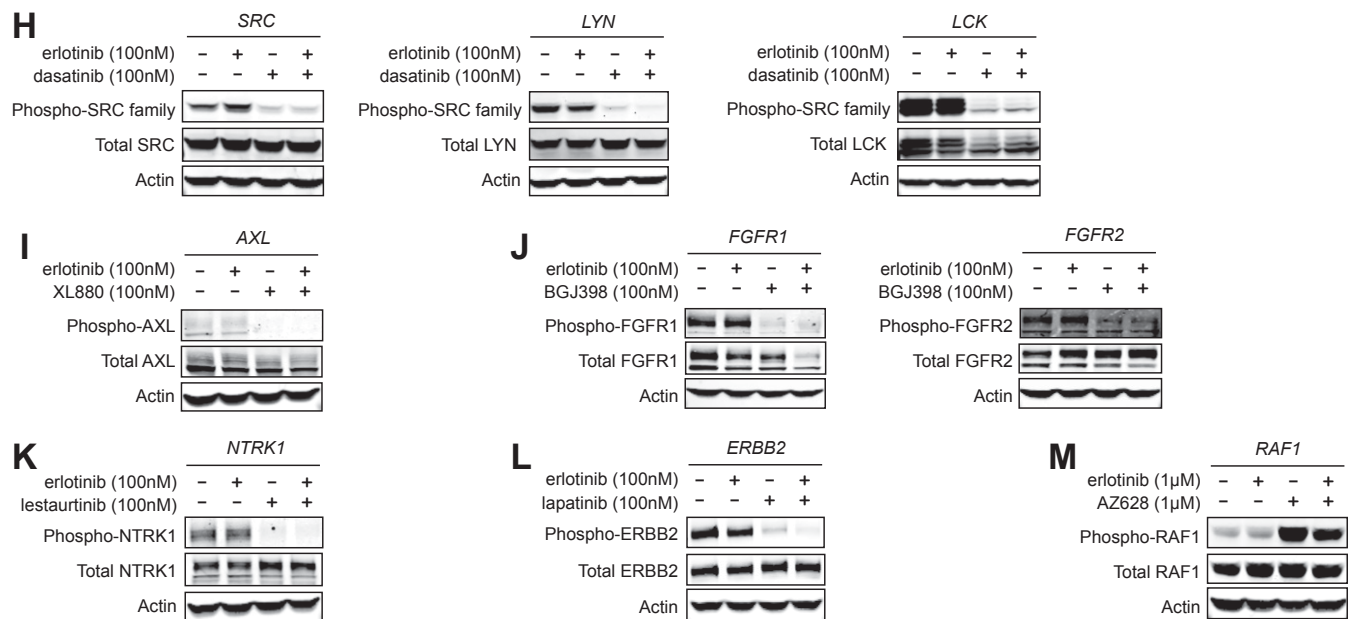 H
SRC
erlotinib (100nM) – + – +
dasatinib (100nM) – – + +
Phospho-SRC family
Total SRC
Actin
LYN
erlotinib (100nM) – + – +
dasatinib (100nM) – – + +
Phospho-SRC family
Total LYN
Actin
LCK
erlotinib (100nM) – + – +
dasatinib (100nM) – – + +
Phospho-SRC family
Total LCK
Actin
I
AXL
erlotinib (100nM) – + – +
XL880 (100nM) – – + +
Phospho-AXL
Total AXL
Actin
J
FGFR1
erlotinib (100nM) – + – +
BGJ398 (100nM) – – + +
Phospho-FGFR1
Total FGFR1
Actin
FGFR2
erlotinib (100nM) – + – +
BGJ398 (100nM) – – + +
Phospho-FGFR2
Total FGFR2
Actin
K
NTRK1
erlotinib (100nM) – + – +
lestaurtinib (100nM) – – + +
Phospho-NTRK1
Total NTRK1
Actin
L
ERBB2
erlotinib (100nM) – + – +
lapatinib (100nM) – – + +
Phospho-ERBB2
Total ERBB2
Actin
M
RAF1
erlotinib (1µM) – + – +
AZ628 (1µM) – – + +
Phospho-RAF1
Total RAF1
Actin